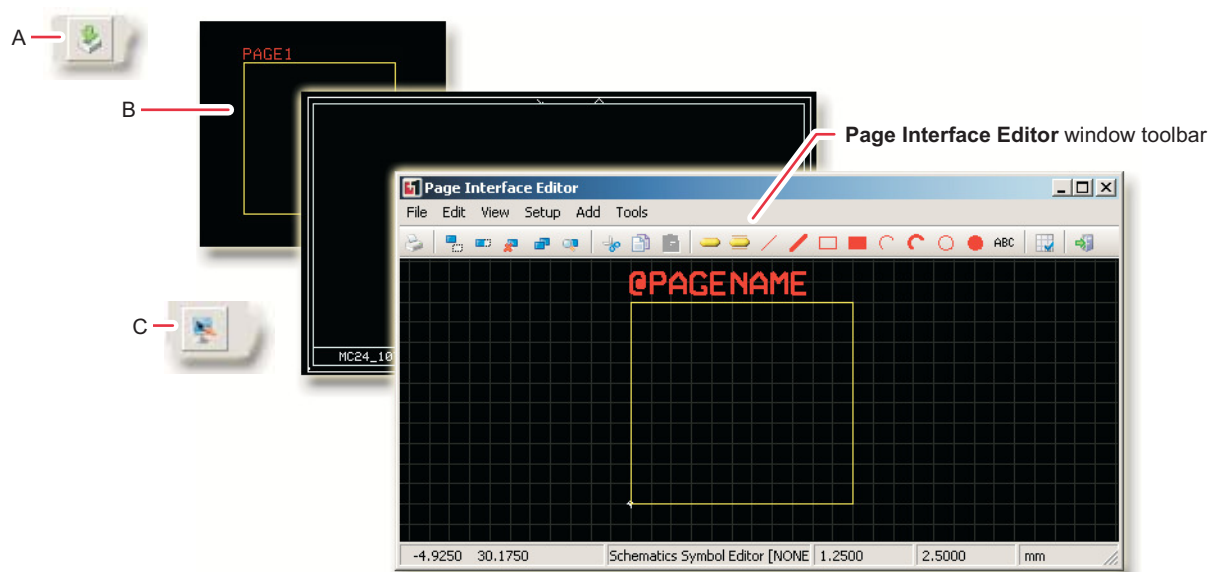 A
PAGE1
B
Page Interface Editor window toolbar
Page Interface Editor
File Edit View Setup Add Tools
ABC
@PAGENAME
C
MC24_10
-4.9250 30.1750 Schematics Symbol Editor [NONE 1.2500 2.5000 mm